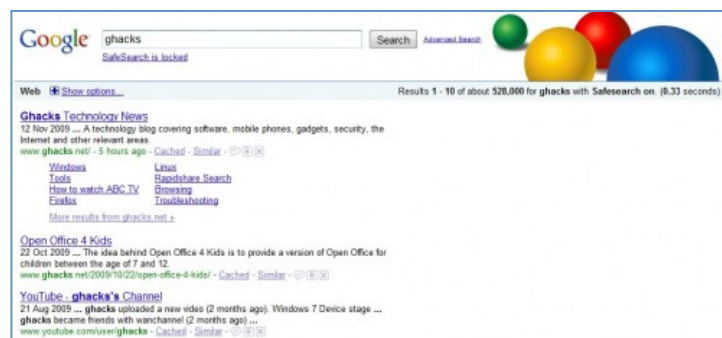 Google ghacks Search Advanced Search
SafeSearch is locked
Web Show options... Results 1 - 10 of about 528,000 for ghacks with Safesearch on. (0.33 seconds)
Ghacks Technology News
12 Nov 2009 ... A technology blog covering software, mobile phones, gadgets, security, the
Internet and other relevant areas.
www.ghacks.net/ - 5 hours ago - Cached - Similar -
Windows Linux
Tools Rapidshare Search
How to watch ABC TV Browsing
Firefox Troubleshooting
More results from ghacks.net »
Open Office 4 Kids
22 Oct 2009 ... The idea behind Open Office 4 Kids is to provide a version of Open Office for
children between the age of 7 and 12.
www.ghacks.net/2009/10/22/open-office-4-kids/ - Cached - Similar -
YouTube - ghacks's Channel
21 Aug 2009 ... ghacks uploaded a new video (2 months ago). Windows 7 Device stage ...
ghacks became friends with wanchannel (2 months ago) ...
www.youtube.com/user/ghacks - Cached - Similar -